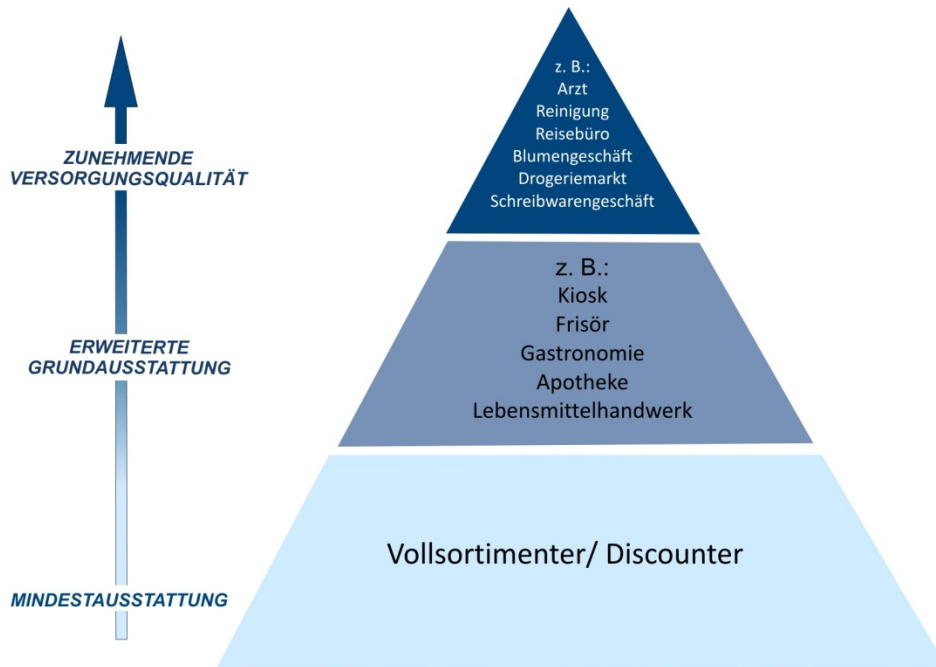 z. B.:
Arzt
Reinigung
Reisebüro
Blumengeschäft
Drogeriemarkt
Schreibwarengeschäft
ZUNEHMENDE
VERSORGUNGSQUALITÄT
z. B.:
Kiosk
Frisör
Gastronomie
Apotheke
Lebensmittelhandwerk
ERWEITERTE
GRUNDAUSSTATTUNG
Vollsortimenter/ Discounter
MINDESTAUSSTATTUNG